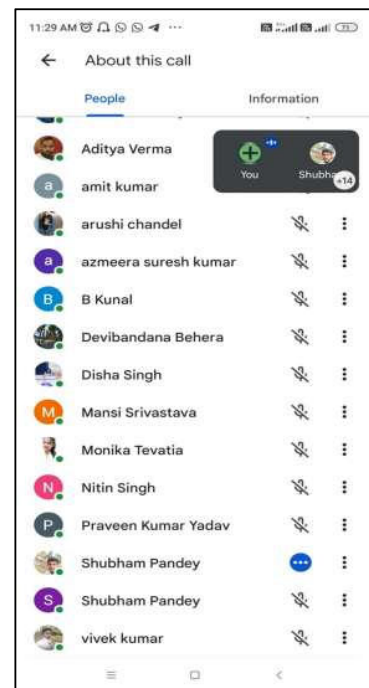 11:29 AM
← About this call
People Information
Aditya Verma
You Shubha +14
a amit kumar
arushi chandel
a azmeera suresh kumar
B B Kunal
Devibandana Behera
Disha Singh
M Mansi Srivastava
Monika Tevatia
N Nitin Singh
P Praveen Kumar Yadav
Shubham Pandey
S Shubham Pandey
vivek kumar